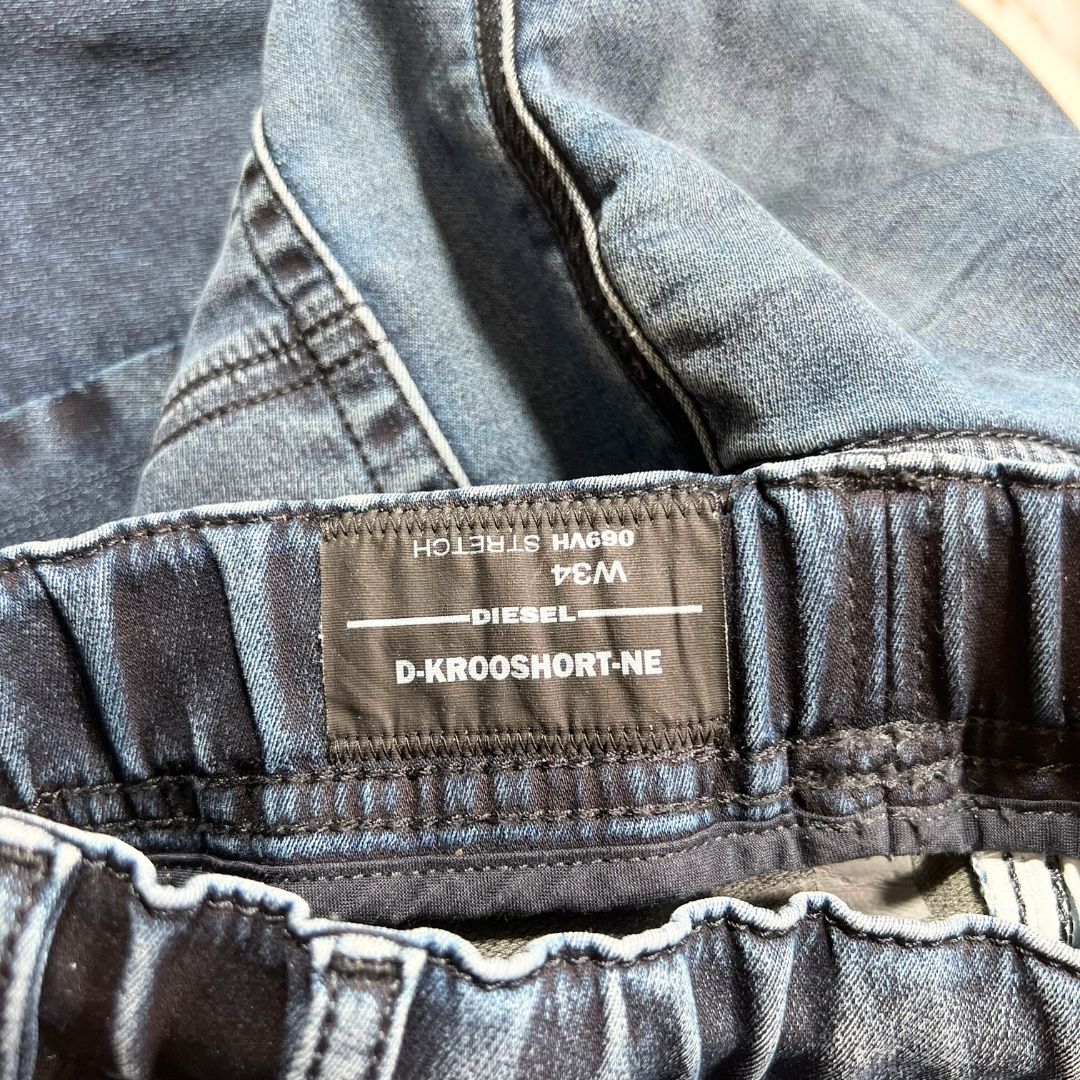 DIESEL
D-KROOSHORT-NE
W34
069VH STRETCH